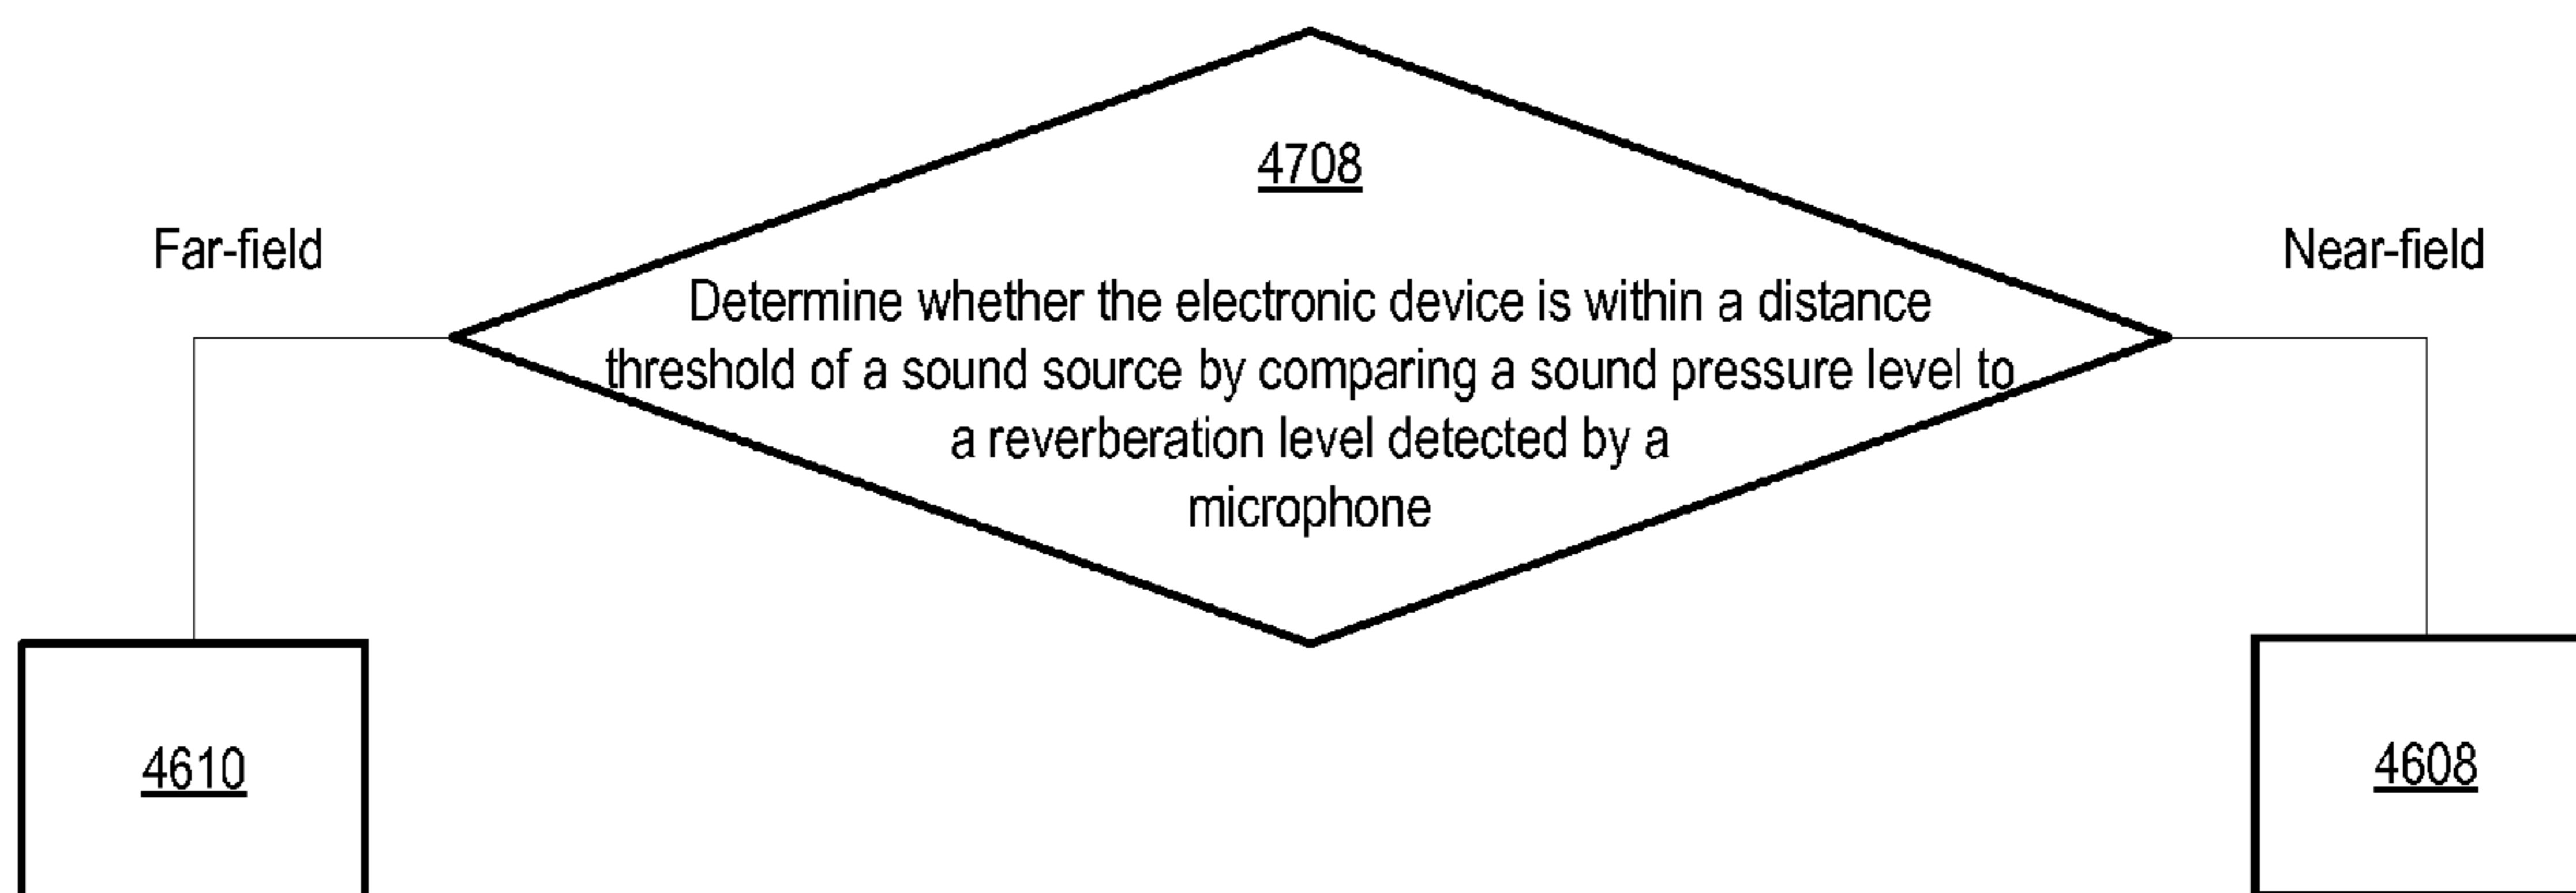 4708
Far-field
Near-field
Determine whether the electronic device is within a distance
threshold of a sound source by comparing a sound pressure level to
a reverberation level detected by a
microphone
4610
4608